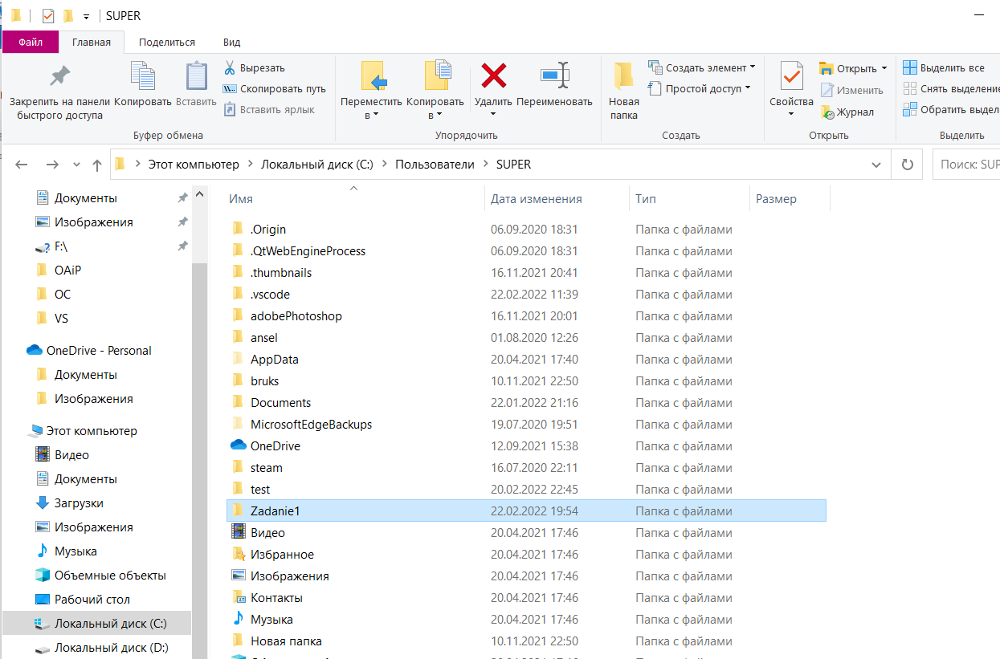 SUPER
Файл Главная Поделиться Вид
Закрепить на панели быстрого доступа Копировать Вставить
Вырезать
Скопировать путь
Вставить ярлык
Буфер обмена
Переместить в Копировать в Удалить Переименовать
Упорядочить
Новая папка
Создать элемент
Простой доступ
Создать
Свойства
Открыть
Изменить
Журнал
Открыть
Выделить все
Снять выделение
Обратить выдел
Выделить
Этот компьютер > Локальный диск (C:) > Пользователи > SUPER
Поиск: SUP
Документы
Изображения
F:\
OAiP
OC
VS
OneDrive - Personal
Документы
Изображения
Этот компьютер
Видео
Документы
Загрузки
Изображения
Музыка
Объемные объекты
Рабочий стол
Локальный диск (C:)
Локальный диск (D:)
Имя Дата изменения Тип Размер
.Origin 06.09.2020 18:31 Папка с файлами
.QtWebEngineProcess 06.09.2020 18:31 Папка с файлами
.thumbnails 16.11.2021 20:41 Папка с файлами
.vscode 22.02.2022 11:39 Папка с файлами
adobePhotoshop 16.11.2021 20:01 Папка с файлами
ansel 01.08.2020 12:26 Папка с файлами
AppData 20.04.2021 17:40 Папка с файлами
bruks 10.11.2021 22:50 Папка с файлами
Documents 22.01.2022 21:16 Папка с файлами
MicrosoftEdgeBackups 19.07.2020 19:51 Папка с файлами
OneDrive 12.09.2021 15:38 Папка с файлами
steam 16.07.2020 22:11 Папка с файлами
test 20.02.2022 22:45 Папка с файлами
Zadanie1 22.02.2022 19:54 Папка с файлами
Видео 20.04.2021 17:46 Папка с файлами
Избранное 20.04.2021 17:46 Папка с файлами
Изображения 20.04.2021 17:46 Папка с файлами
Контакты 20.04.2021 17:46 Папка с файлами
Музыка 20.04.2021 17:46 Папка с файлами
Новая папка 10.11.2021 22:50 Папка с файлами